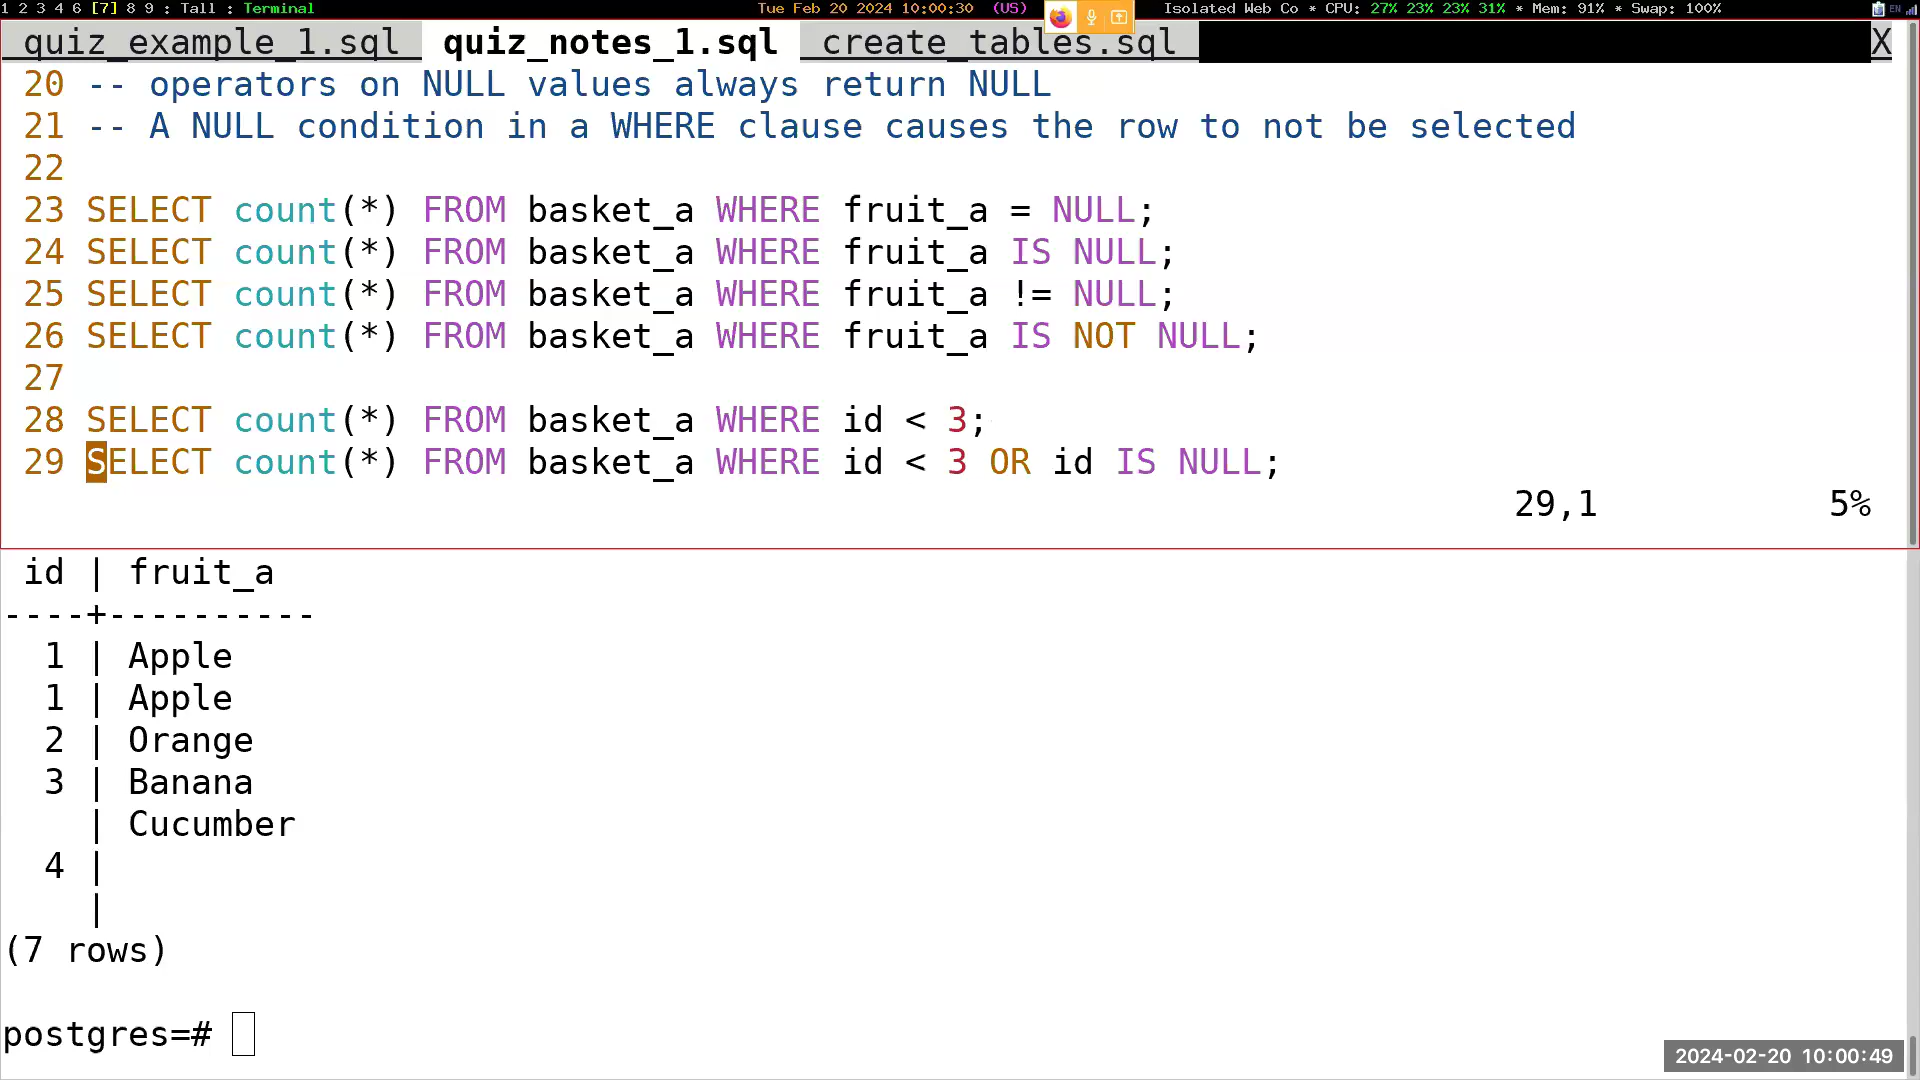 1 2 3 4 6 [7] 8 9 : Tall : Terminal Tue Feb 20 2024 10:00:30 (US) Isolated Web Co * CPU: 27% 23% 23% 31% * Mem: 91% * Swap: 100% EN
quiz_example_1.sql quiz_notes_1.sql create_tables.sql X
20 -- operators on NULL values always return NULL
21 -- A NULL condition in a WHERE clause causes the row to not be selected
22
23 SELECT count(*) FROM basket_a WHERE fruit_a = NULL;
24 SELECT count(*) FROM basket_a WHERE fruit_a IS NULL;
25 SELECT count(*) FROM basket_a WHERE fruit_a != NULL;
26 SELECT count(*) FROM basket_a WHERE fruit_a IS NOT NULL;
27
28 SELECT count(*) FROM basket_a WHERE id < 3;
29 SELECT count(*) FROM basket_a WHERE id < 3 OR id IS NULL;
29,1 5%
id | fruit_a
----+----------
1 | Apple
1 | Apple
2 | Orange
3 | Banana
| Cucumber
4 |
|
(7 rows)
postgres=#
2024-02-20 10:00:49